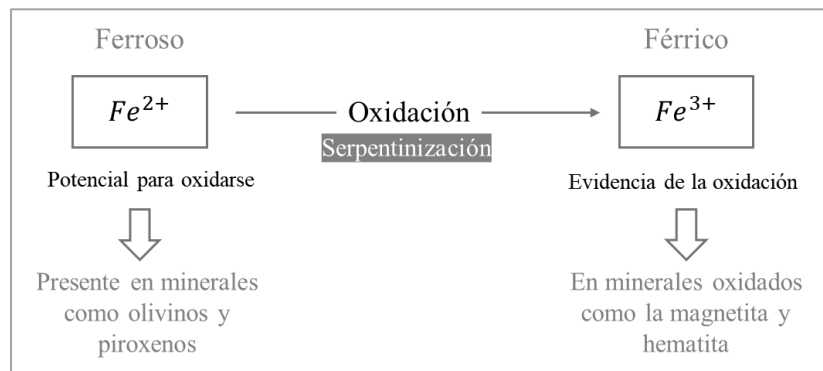 Ferroso
Férrico
Fe²⁺
Oxidación
Fe³⁺
Serpentinización
Potencial para oxidarse
Evidencia de la oxidación
Presente en minerales
como olivinos y
piroxenos
En minerales oxidados
como la magnetita y
hematita